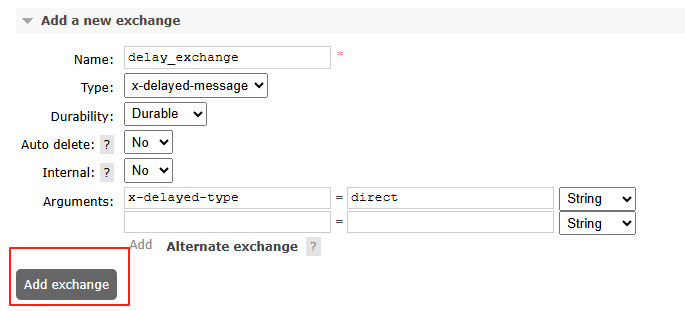 Add a new exchange
Name: delay_exchange *
Type: x-delayed-message
Durability: Durable
Auto delete: ? No
Internal: ? No
Arguments: x-delayed-type = direct String
= String
Add Alternate exchange ?
Add exchange